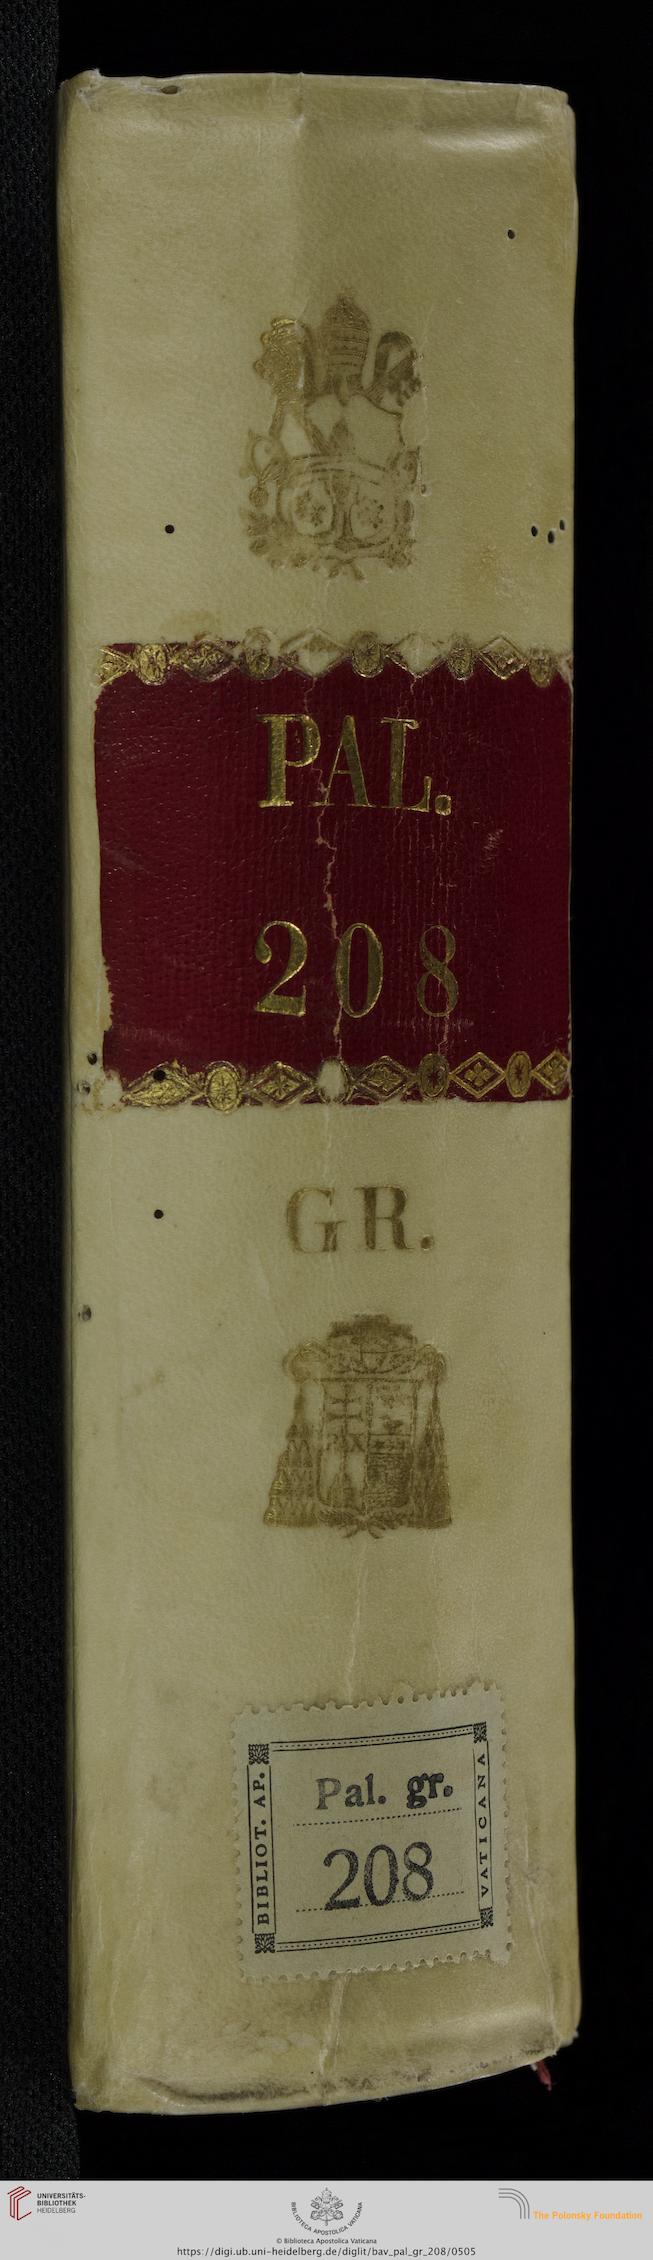 PAL.
208
GR.
BIBLIOT. AP.
Pal. gr.
208
VATICANA
UNIVERSITÄTS-
BIBLIOTHEK
HEIDELBERG
BIBLIOTECA APOSTOLICA VATICANA
The Polonsky Foundation
© Biblioteca Apostolica Vaticana
https://digi.ub.uni-heidelberg.de/diglit/bav_pal_gr_208/0505